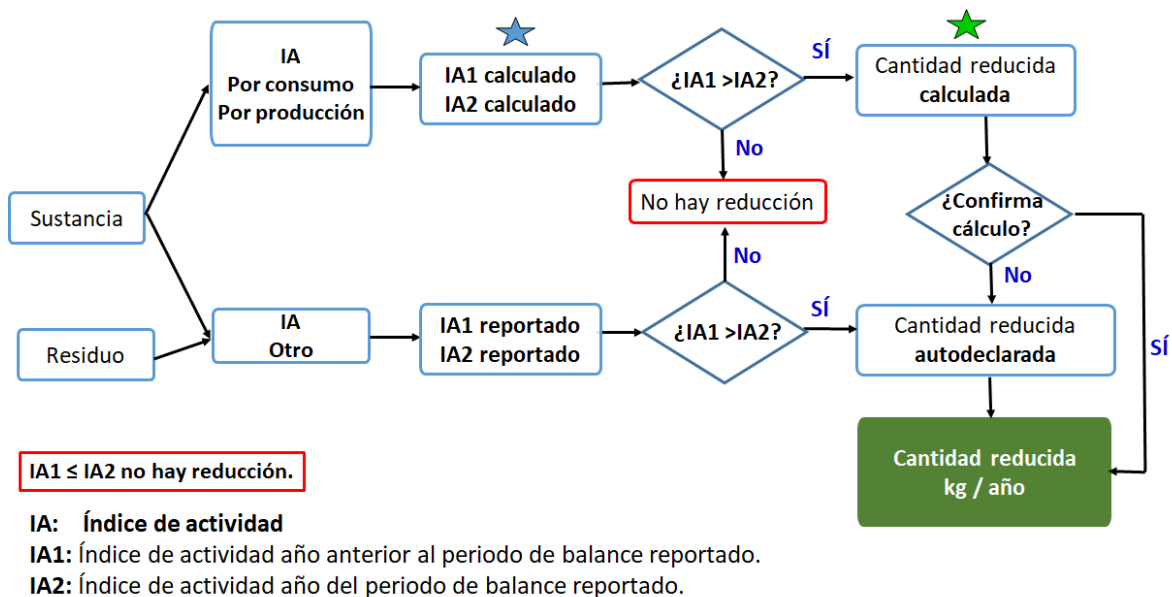 IA
Por consumo
Por producción
IA1 calculado
IA2 calculado
¿IA1 >IA2?
SÍ
Cantidad reducida
calculada
No
Sustancia
No hay reducción
¿Confirma
cálculo?
No
No
Residuo
IA
Otro
IA1 reportado
IA2 reportado
¿IA1 >IA2?
SÍ
Cantidad reducida
autodeclarada
SÍ
Cantidad reducida
kg / año
IA1 ≤ IA2 no hay reducción.
IA: Índice de actividad
IA1: Índice de actividad año anterior al periodo de balance reportado.
IA2: Índice de actividad año del periodo de balance reportado.